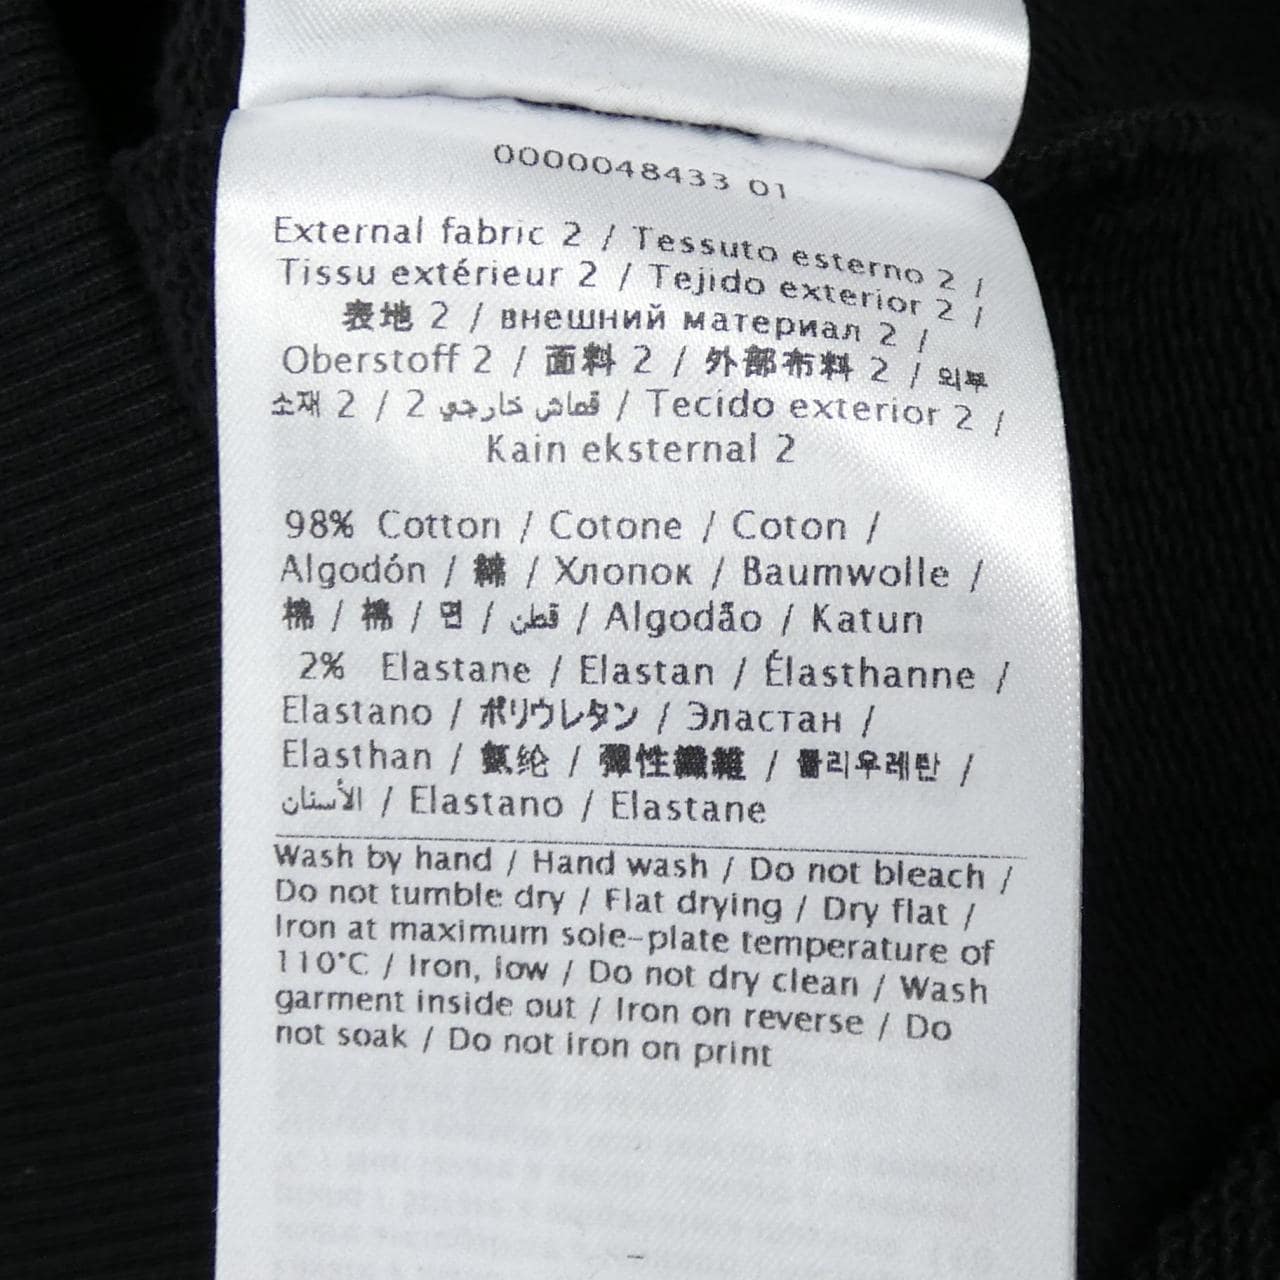 0000048433 01
External fabric 2 / Tessuto esterno 2 /
Tissu extérieur 2 / Tejido exterior 2 /
表地 2 / внешний материал 2 /
Oberstoff 2 / 面料 2 / 外部布料 2 / 외부
소재 2 / 2 قماش خارجي / Tecido exterior 2 /
Kain eksternal 2
98% Cotton / Cotone / Coton /
Algodón / 綿 / Хлопок / Baumwolle /
棉 / 棉 / 면 / قطن / Algodão / Katun
2% Elastane / Elastan / Élasthanne /
Elastano / ポリウレタン / Эластан /
Elasthan / 氨纶 / 彈性纖維 / 폴리우레탄 /
الأستان / Elastano / Elastane
Wash by hand / Hand wash / Do not bleach /
Do not tumble dry / Flat drying / Dry flat /
Iron at maximum sole-plate temperature of
110°C / Iron, low / Do not dry clean / Wash
garment inside out / Iron on reverse / Do
not soak / Do not iron on print